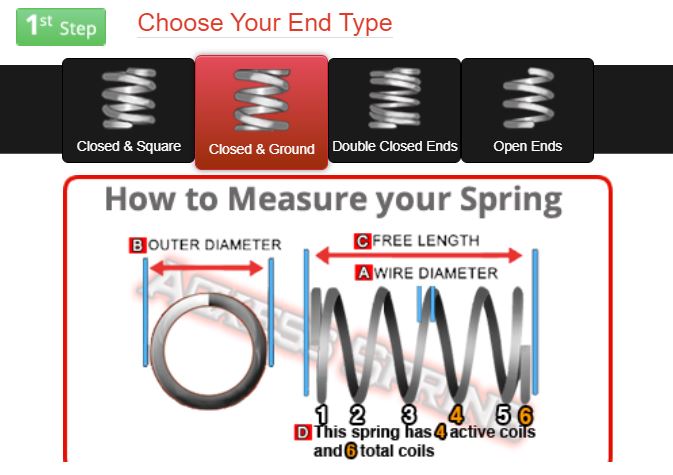 1st Step
Choose Your End Type
Closed & Square
Closed & Ground
Double Closed Ends
Open Ends
How to Measure your Spring
B OUTER DIAMETER
C FREE LENGTH
A WIRE DIAMETER
1 2 3 4 5 6
D This spring has 4 active coils
and 6 total coils